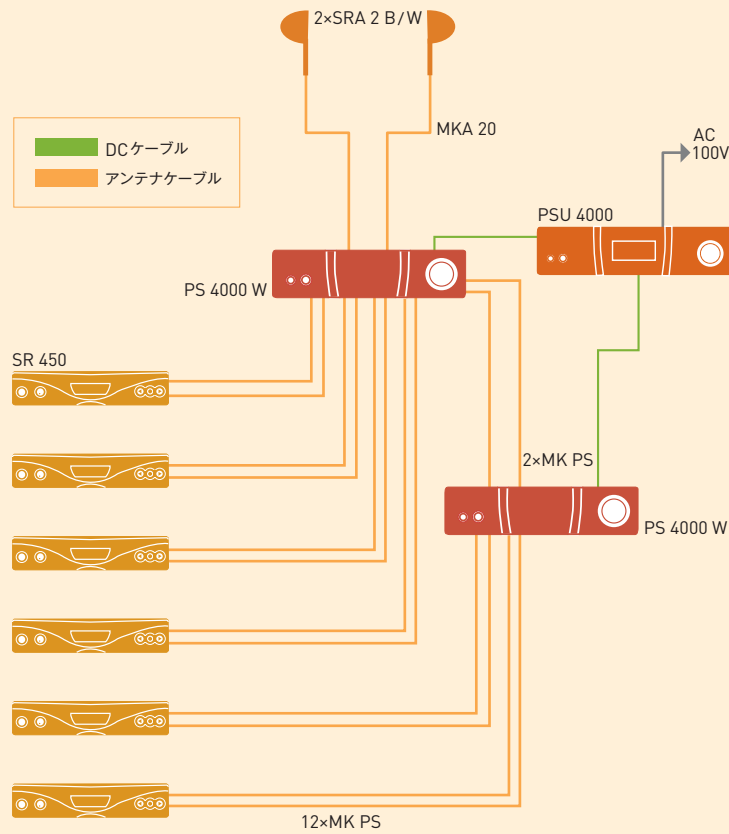 2×SRA 2 B/W
MKA 20
DCケーブル
アンテナケーブル
AC
100V
PSU 4000
PS 4000 W
SR 450
2×MK PS
PS 4000 W
12×MK PS